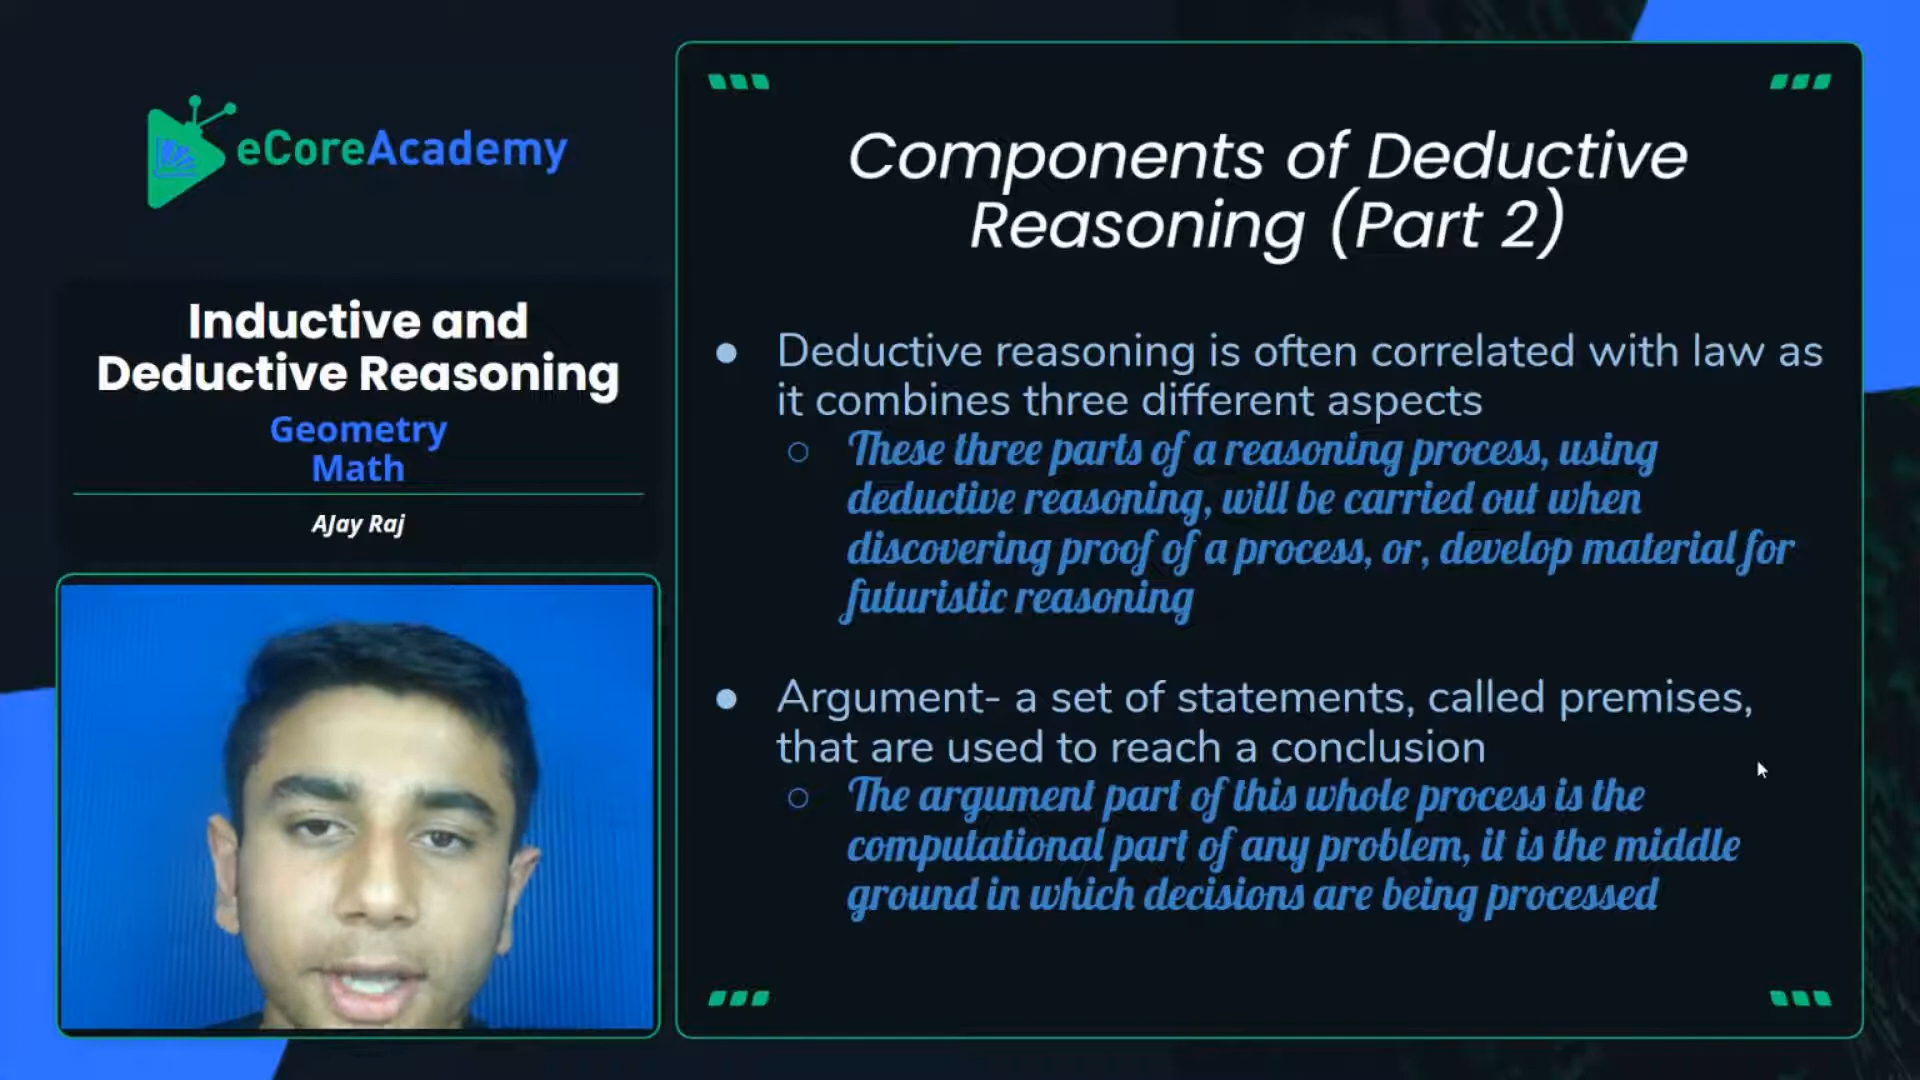 eCoreAcademy
Inductive and
Deductive Reasoning
Geometry
Math
AJay Raj
Components of Deductive
Reasoning (Part 2)
● Deductive reasoning is often correlated with law as
it combines three different aspects
○ These three parts of a reasoning process, using
deductive reasoning, will be carried out when
discovering proof of a process, or, develop material for
futuristic reasoning
● Argument- a set of statements, called premises,
that are used to reach a conclusion
○ The argument part of this whole process is the
computational part of any problem, it is the middle
ground in which decisions are being processed